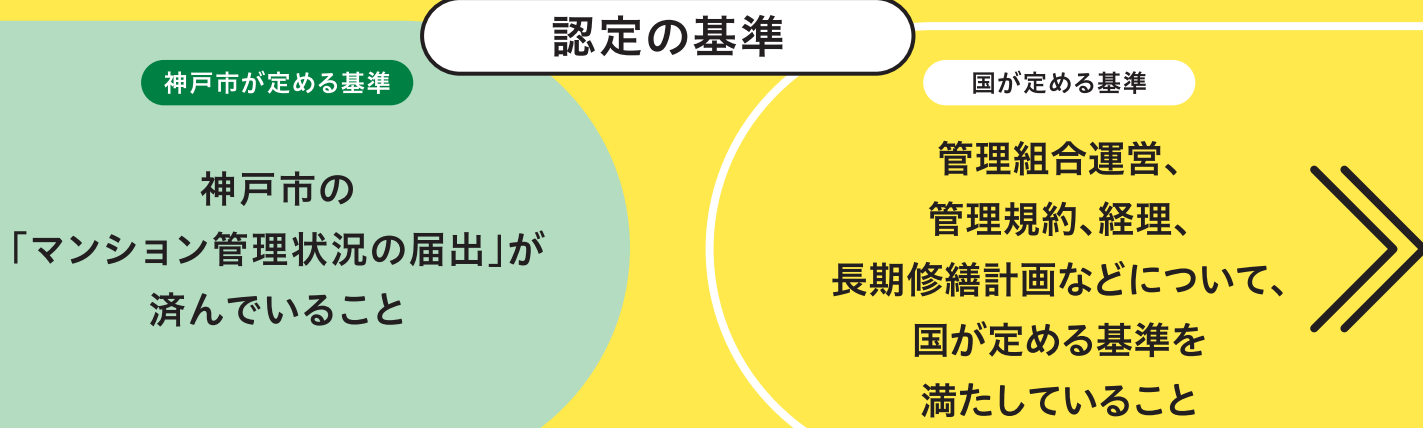 認定の基準
神戸市が定める基準
神戸市の
「マンション管理状況の届出」が
済んでいること
国が定める基準
管理組合運営、
管理規約、経理、
長期修繕計画などについて、
国が定める基準を
満たしていること